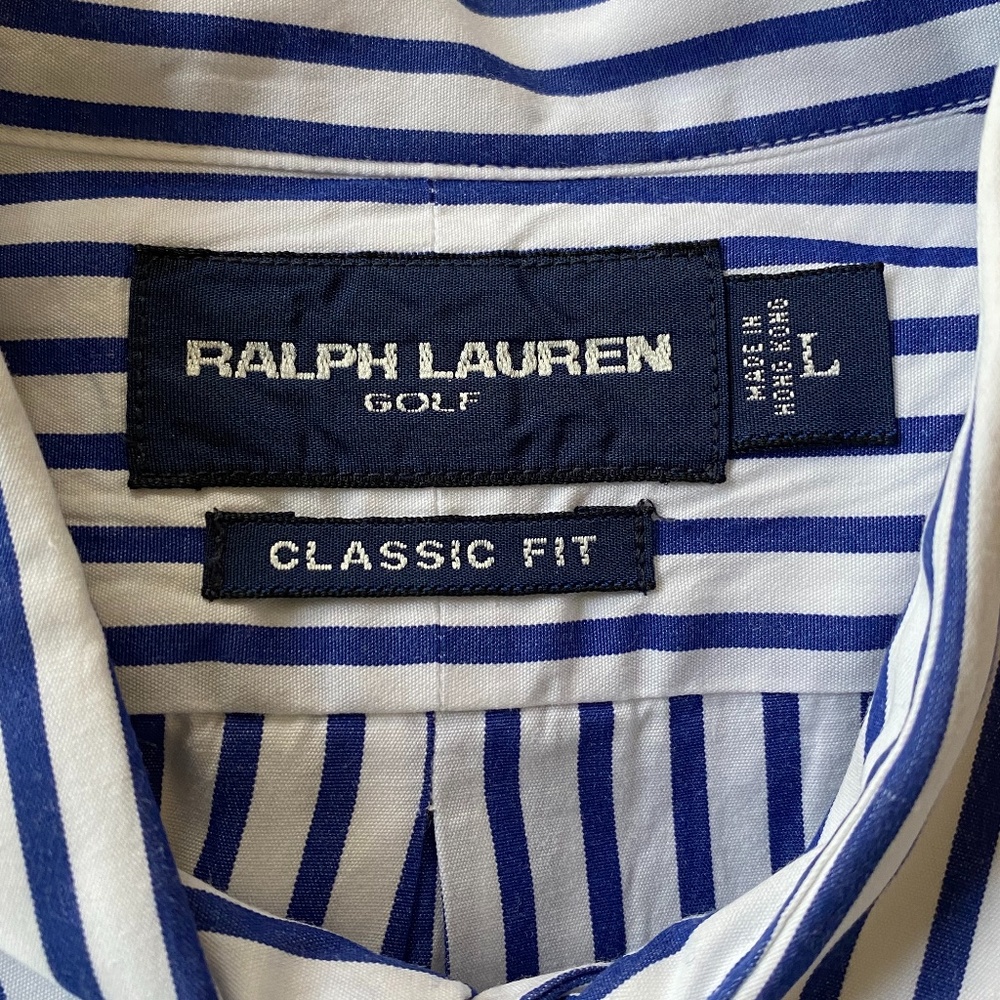 RALPH LAUREN
GOLF
L
MADE IN
HONG KONG
CLASSIC FIT